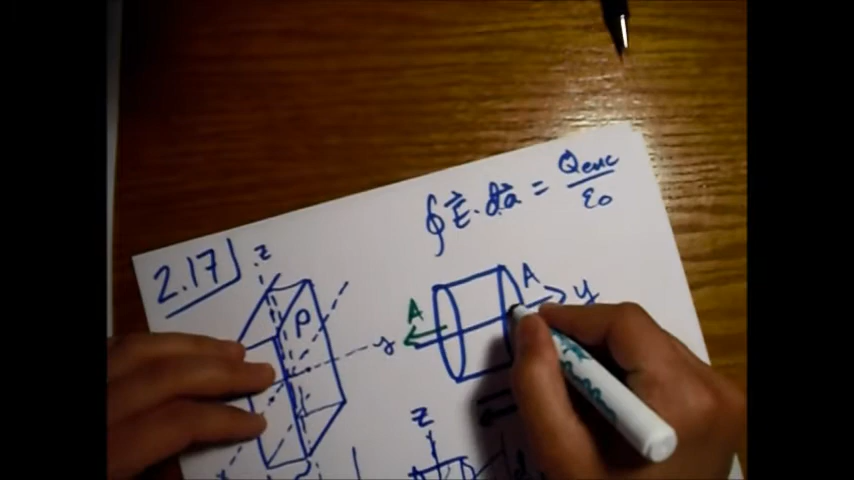 ∮E⃗·da⃗ = Qenc/ε₀
2.17
z
ρ
y
A
A
y
z